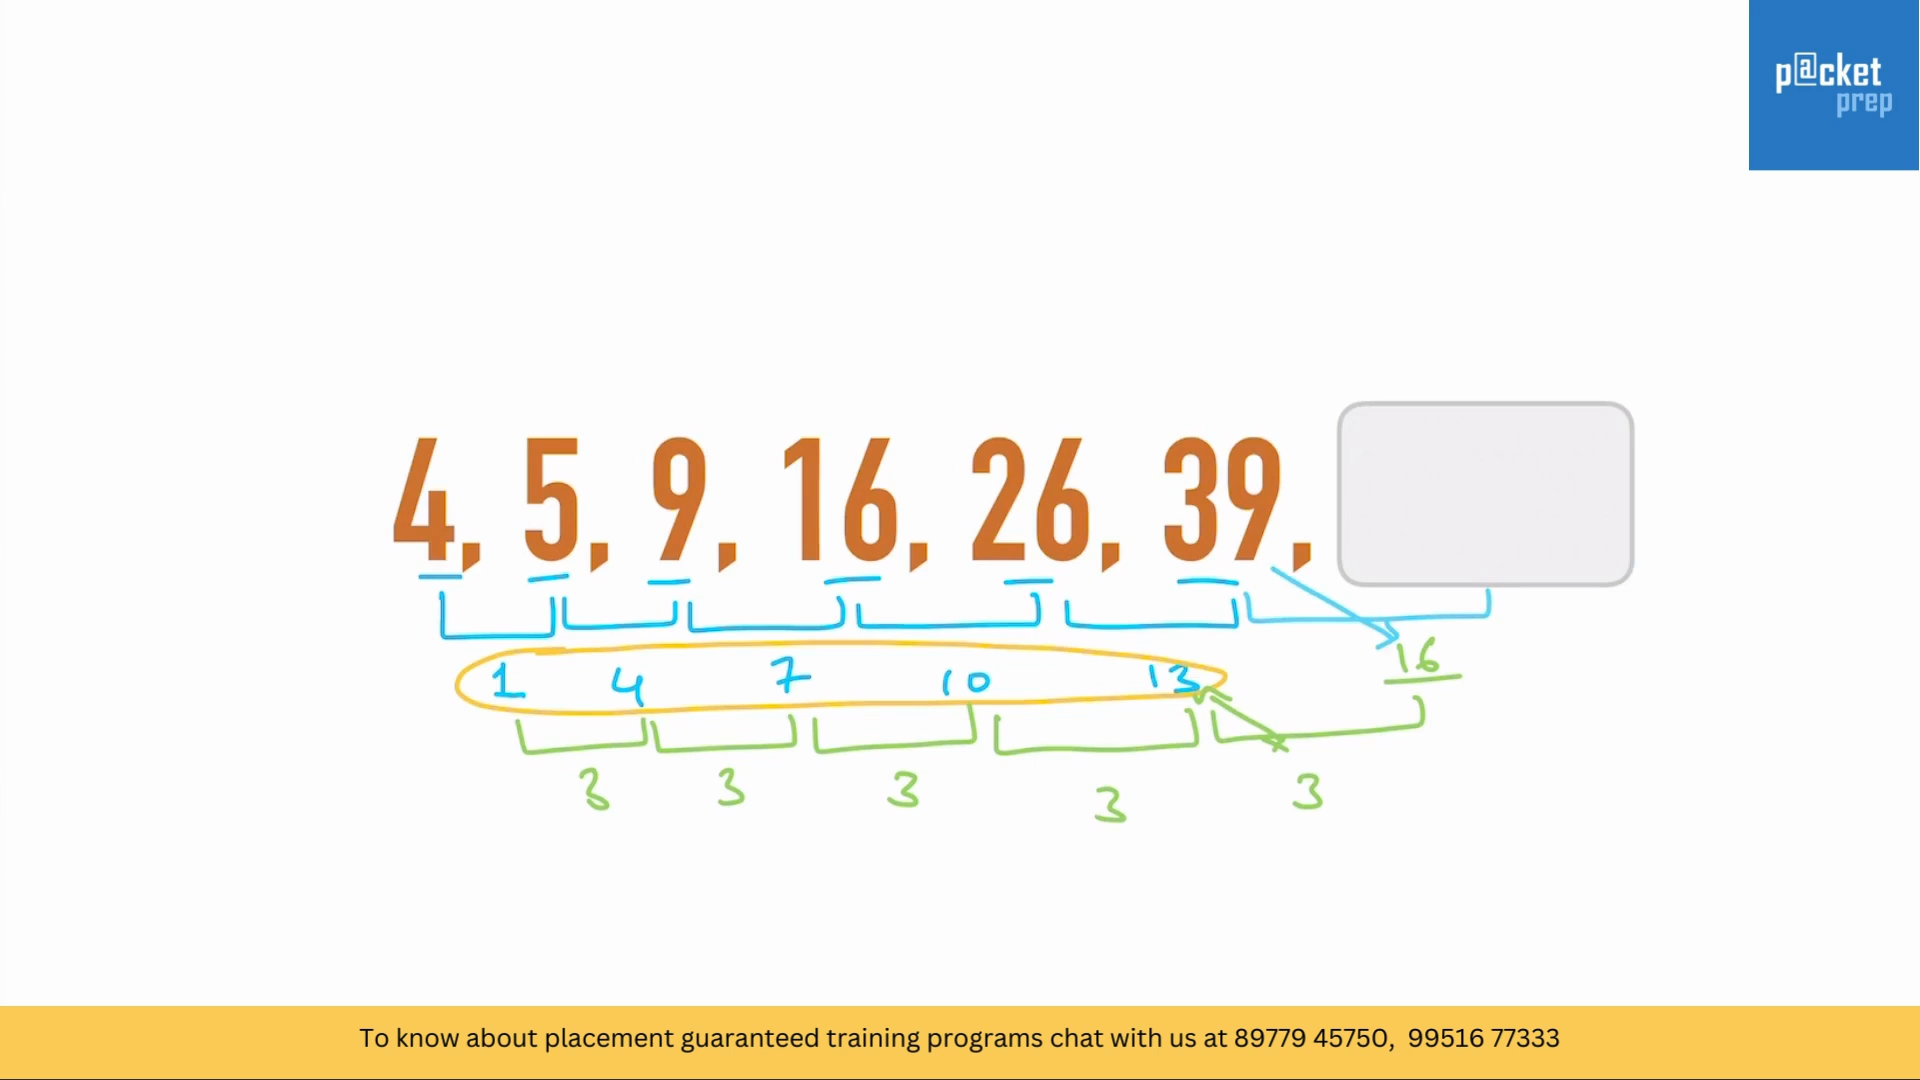 p@cket
prep
4, 5, 9, 16, 26, 39,
16
1 4 7 10 13
3 3 3 3 3
To know about placement guaranteed training programs chat with us at 89779 45750, 99516 77333